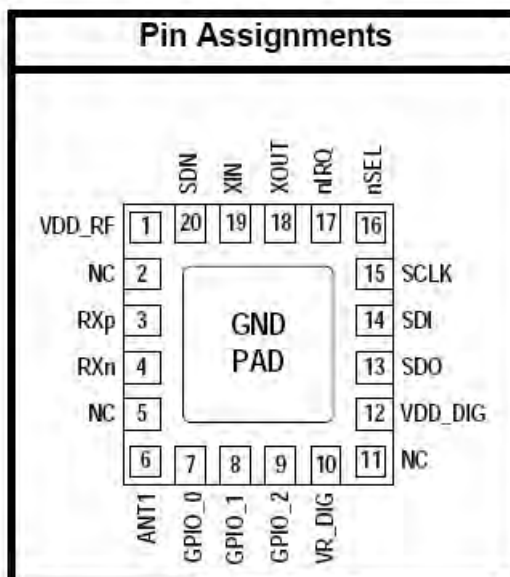 Pin Assignments
SDN
XIN
XOUT
nIRQ
nSEL
VDD_RF 1 20 19 18 17 16
NC 2 15 SCLK
RXp 3 14 SDI
GND
PAD
RXn 4 13 SDO
NC 5 12 VDD_DIG
6 7 8 9 10 11 NC
ANT1
GPIO_0
GPIO_1
GPIO_2
VR_DIG